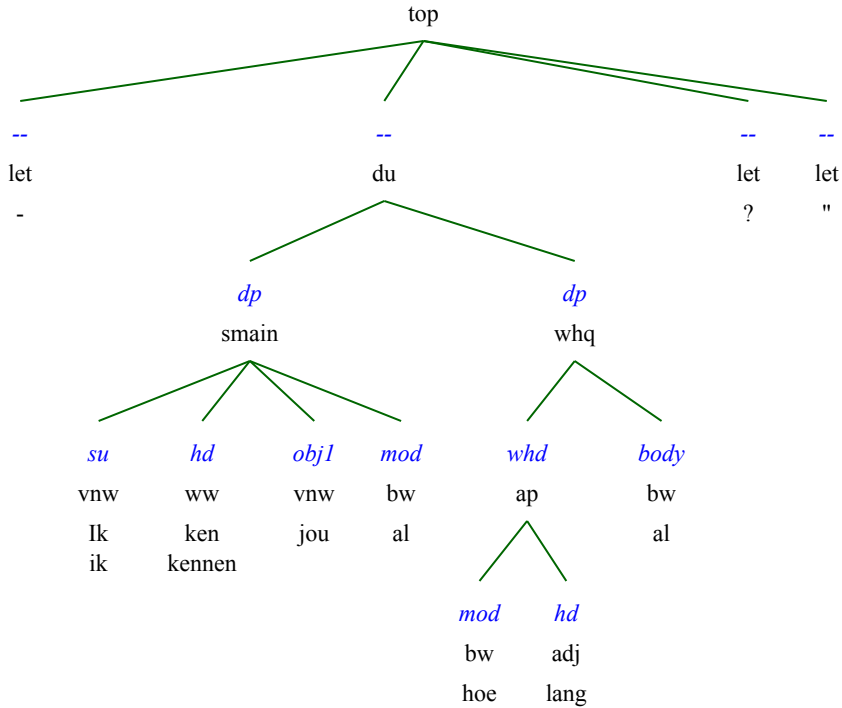 top
-- -- -- --
let du let let
- ? "
dp dp
smain whq
su hd obj1 mod whd body
vnw ww vnw bw ap bw
Ik ken jou al al
ik kennen
mod hd
bw adj
hoe lang